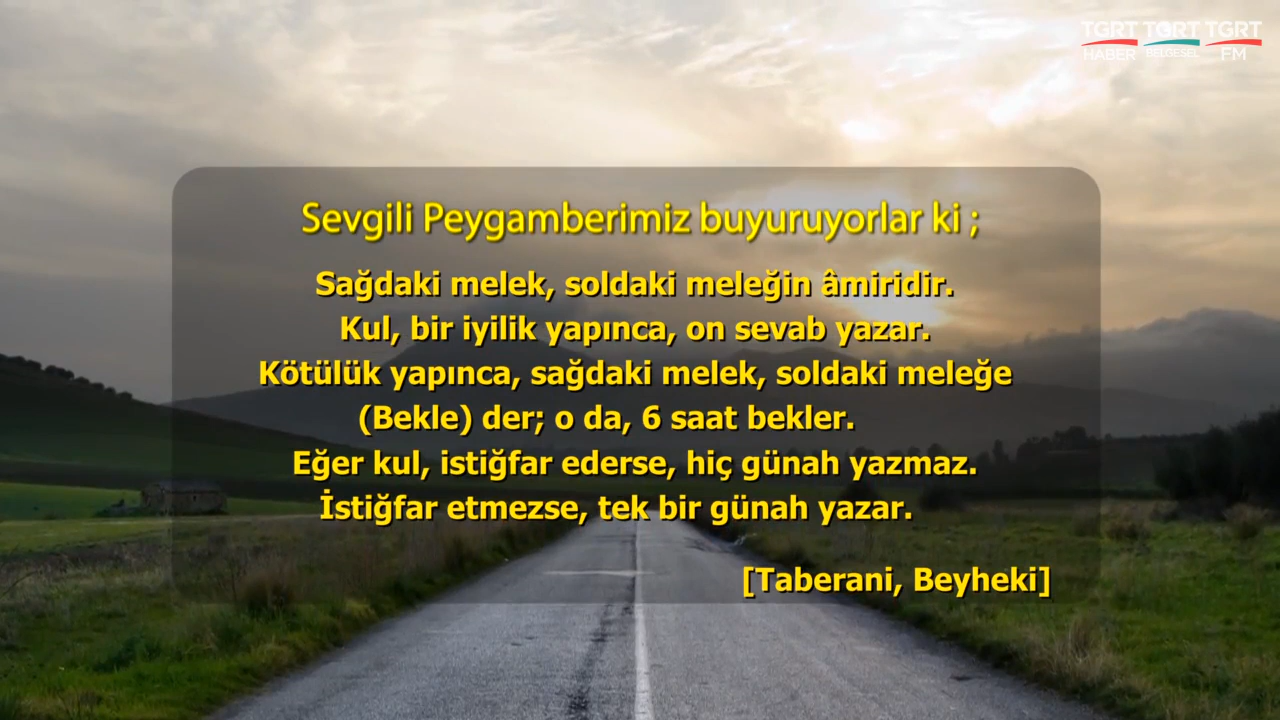 TGRT HABER
TGRT BELGESEL
TGRT FM
Sevgili Peygamberimiz buyuruyorlar ki ;
Sağdaki melek, soldaki meleğin âmiridir.
Kul, bir iyilik yapınca, on sevab yazar.
Kötülük yapınca, sağdaki melek, soldaki meleğe
(Bekle) der; o da, 6 saat bekler.
Eğer kul, istiğfar ederse, hiç günah yazmaz.
İstiğfar etmezse, tek bir günah yazar.
[Taberani, Beyheki]